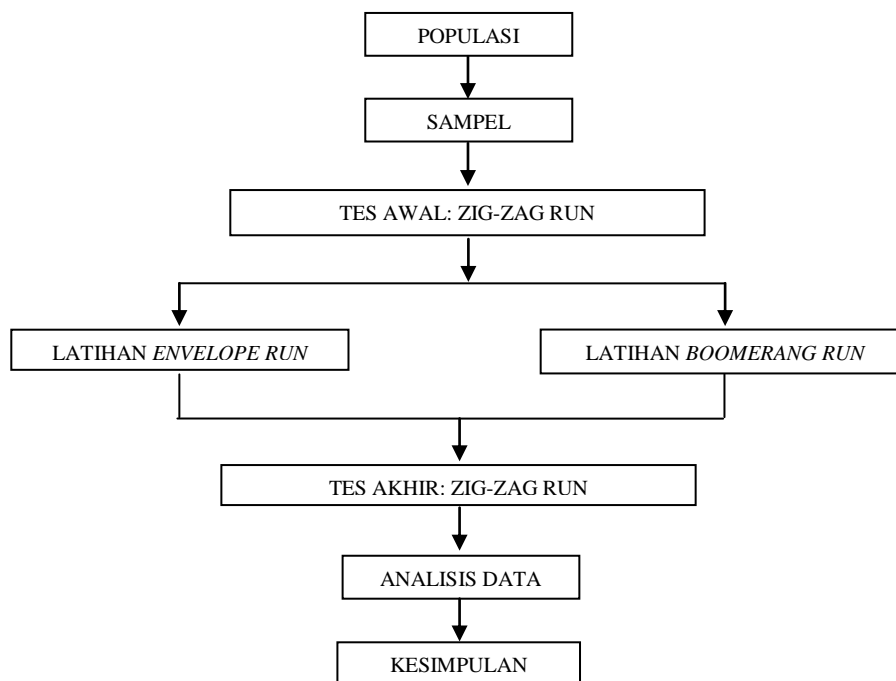 POPULASI
SAMPEL
TES AWAL: ZIG-ZAG RUN
LATIHAN ENVELOPE RUN
LATIHAN BOOMERANG RUN
TES AKHIR: ZIG-ZAG RUN
ANALISIS DATA
KESIMPULAN